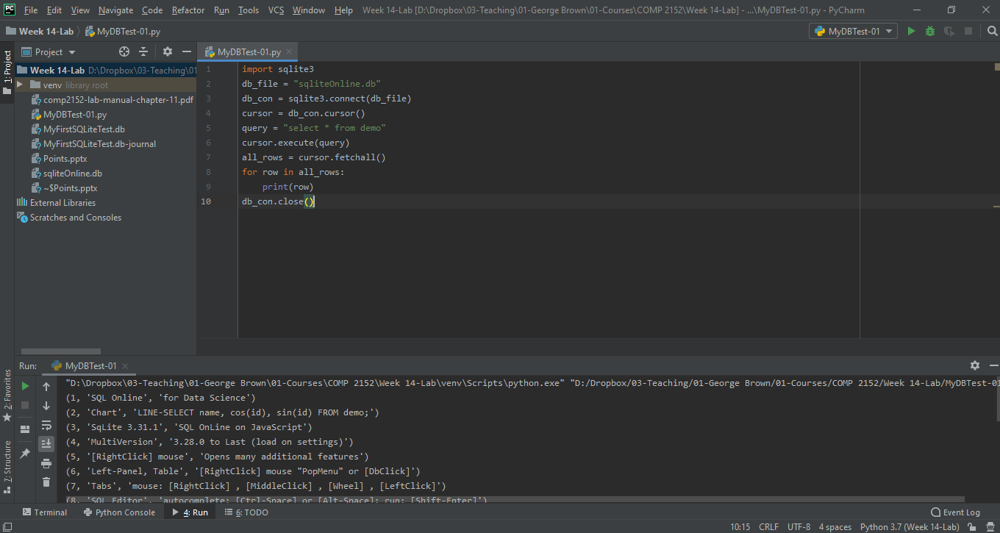 PC File Edit View Navigate Code Refactor Run Tools VCS Window Help Week 14-Lab [D:\Dropbox\03-Teaching\01-George Brown\01-Courses\COMP 2152\Week 14-Lab] - ...\MyDBTest-01.py - PyCharm
Week 14-Lab MyDBTest-01.py MyDBTest-01
1: Project
Project
Week 14-Lab D:\Dropbox\03-Teaching\01
venv library root
comp2152-lab-manual-chapter-11.pdf
MyDBTest-01.py
MyFirstSQLiteTest.db
MyFirstSQLiteTest.db-journal
Points.pptx
sqliteOnline.db
~$Points.pptx
External Libraries
Scratches and Consoles
MyDBTest-01.py
1 import sqlite3
2 db_file = "sqliteOnline.db"
3 db_con = sqlite3.connect(db_file)
4 cursor = db_con.cursor()
5 query = "select * from demo"
6 cursor.execute(query)
7 all_rows = cursor.fetchall()
8 for row in all_rows:
9 print(row)
10 db_con.close()
2: Favorites
7: Structure
Run: MyDBTest-01
"D:\Dropbox\03-Teaching\01-George Brown\01-Courses\COMP 2152\Week 14-Lab\venv\Scripts\python.exe" "D:/Dropbox/03-Teaching/01-George Brown/01-Courses/COMP 2152/Week 14-Lab/MyDBTest-01
(1, 'SQL Online', 'for Data Science')
(2, 'Chart', 'LINE-SELECT name, cos(id), sin(id) FROM demo;')
(3, 'SqLite 3.31.1', 'SQL OnLine on JavaScript')
(4, 'MultiVersion', '3.28.0 to Last (load on settings)')
(5, '[RightClick] mouse', 'Opens many additional features')
(6, 'Left-Panel, Table', '[RightClick] mouse "PopMenu" or [DbClick]')
(7, 'Tabs', 'mouse: [RightClick] , [MiddleClick] , [Wheel] , [LeftClick]')
(8, 'SQL Editor', 'autocomplete: [Ctrl-Space] or [Alt-Space]; run: [Shift-Enter]')
Terminal Python Console 4: Run 6: TODO Event Log
10:15 CRLF UTF-8 4 spaces Python 3.7 (Week 14-Lab)